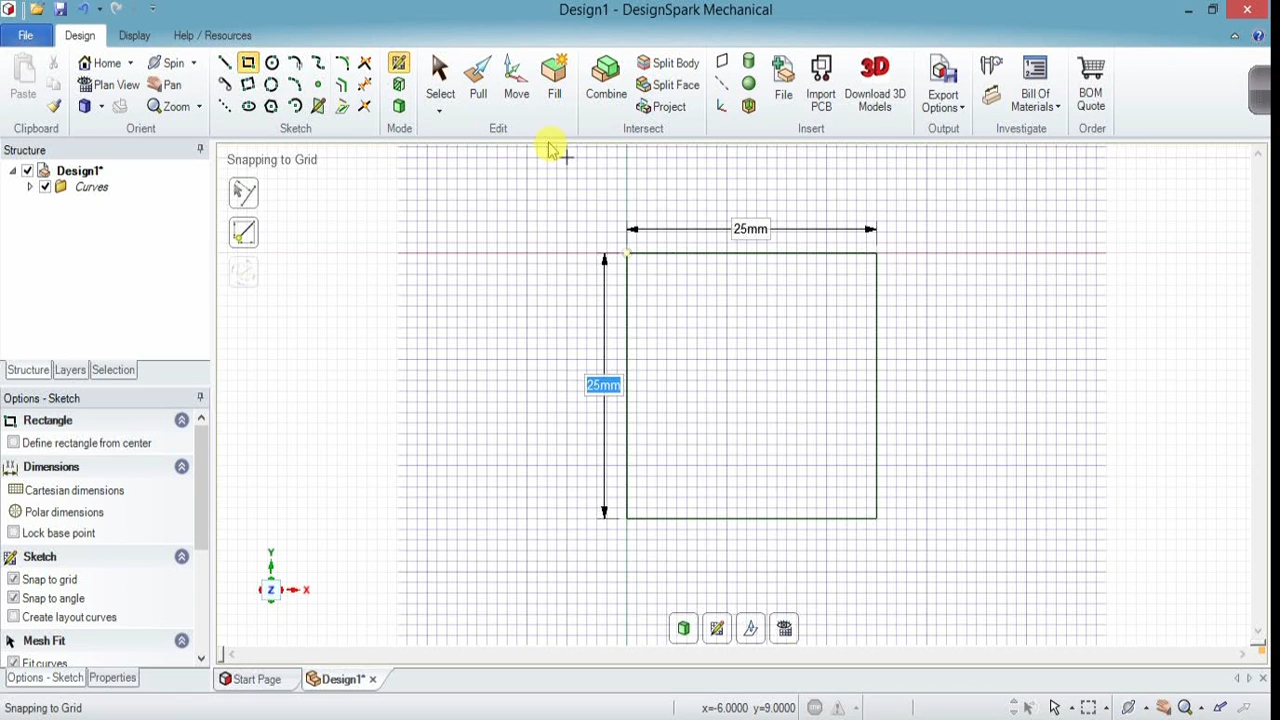 Design1 - DesignSpark Mechanical
File Design Display Help / Resources
Home Spin Select Pull Move Fill Combine Split Body File Import PCB Download 3D Models Export Options Bill Of Materials BOM Quote
Paste Plan View Pan Split Face
Zoom Project
Clipboard Orient Sketch Mode Edit Intersect Insert Output Investigate Order
Structure
Snapping to Grid
Design1*
Curves
25mm
25mm
Structure Layers Selection
Options - Sketch
Rectangle
Define rectangle from center
Dimensions
Cartesian dimensions
Polar dimensions
Lock base point
Sketch
Snap to grid
Snap to angle
Create layout curves
Mesh Fit
Fit curves
Y
Z X
Options - Sketch Properties
Start Page Design1*
Snapping to Grid
x=-6.0000 y=9.0000